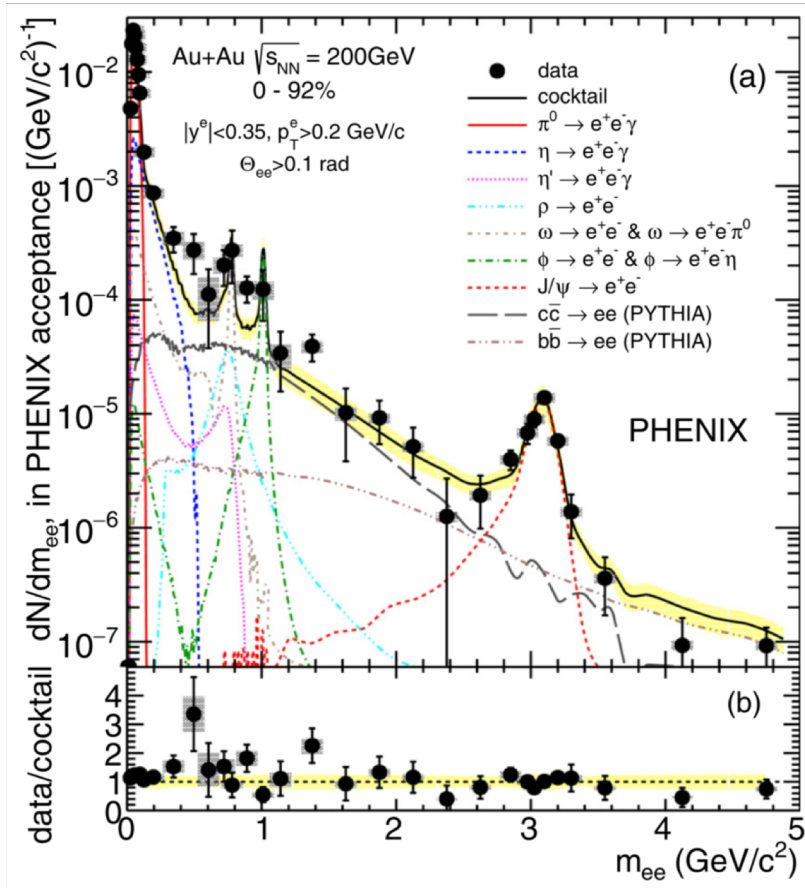 dN/dm_ee, in PHENIX acceptance [(GeV/c²)⁻¹]
10⁻²
10⁻³
10⁻⁴
10⁻⁵
10⁻⁶
10⁻⁷
Au+Au √s_NN = 200GeV
0 - 92%
|y^e|<0.35, p_T^e>0.2 GeV/c
Θ_ee>0.1 rad
(a)
data
cocktail
π⁰ → e⁺e⁻γ
η → e⁺e⁻γ
η' → e⁺e⁻γ
ρ → e⁺e⁻
ω → e⁺e⁻ & ω → e⁺e⁻π⁰
ϕ → e⁺e⁻ & ϕ → e⁺e⁻η
J/ψ → e⁺e⁻
cc̅ → ee (PYTHIA)
bb̅ → ee (PYTHIA)
PHENIX
data/cocktail
4
3
2
1
0
(b)
0 1 2 3 4 5
m_ee (GeV/c²)